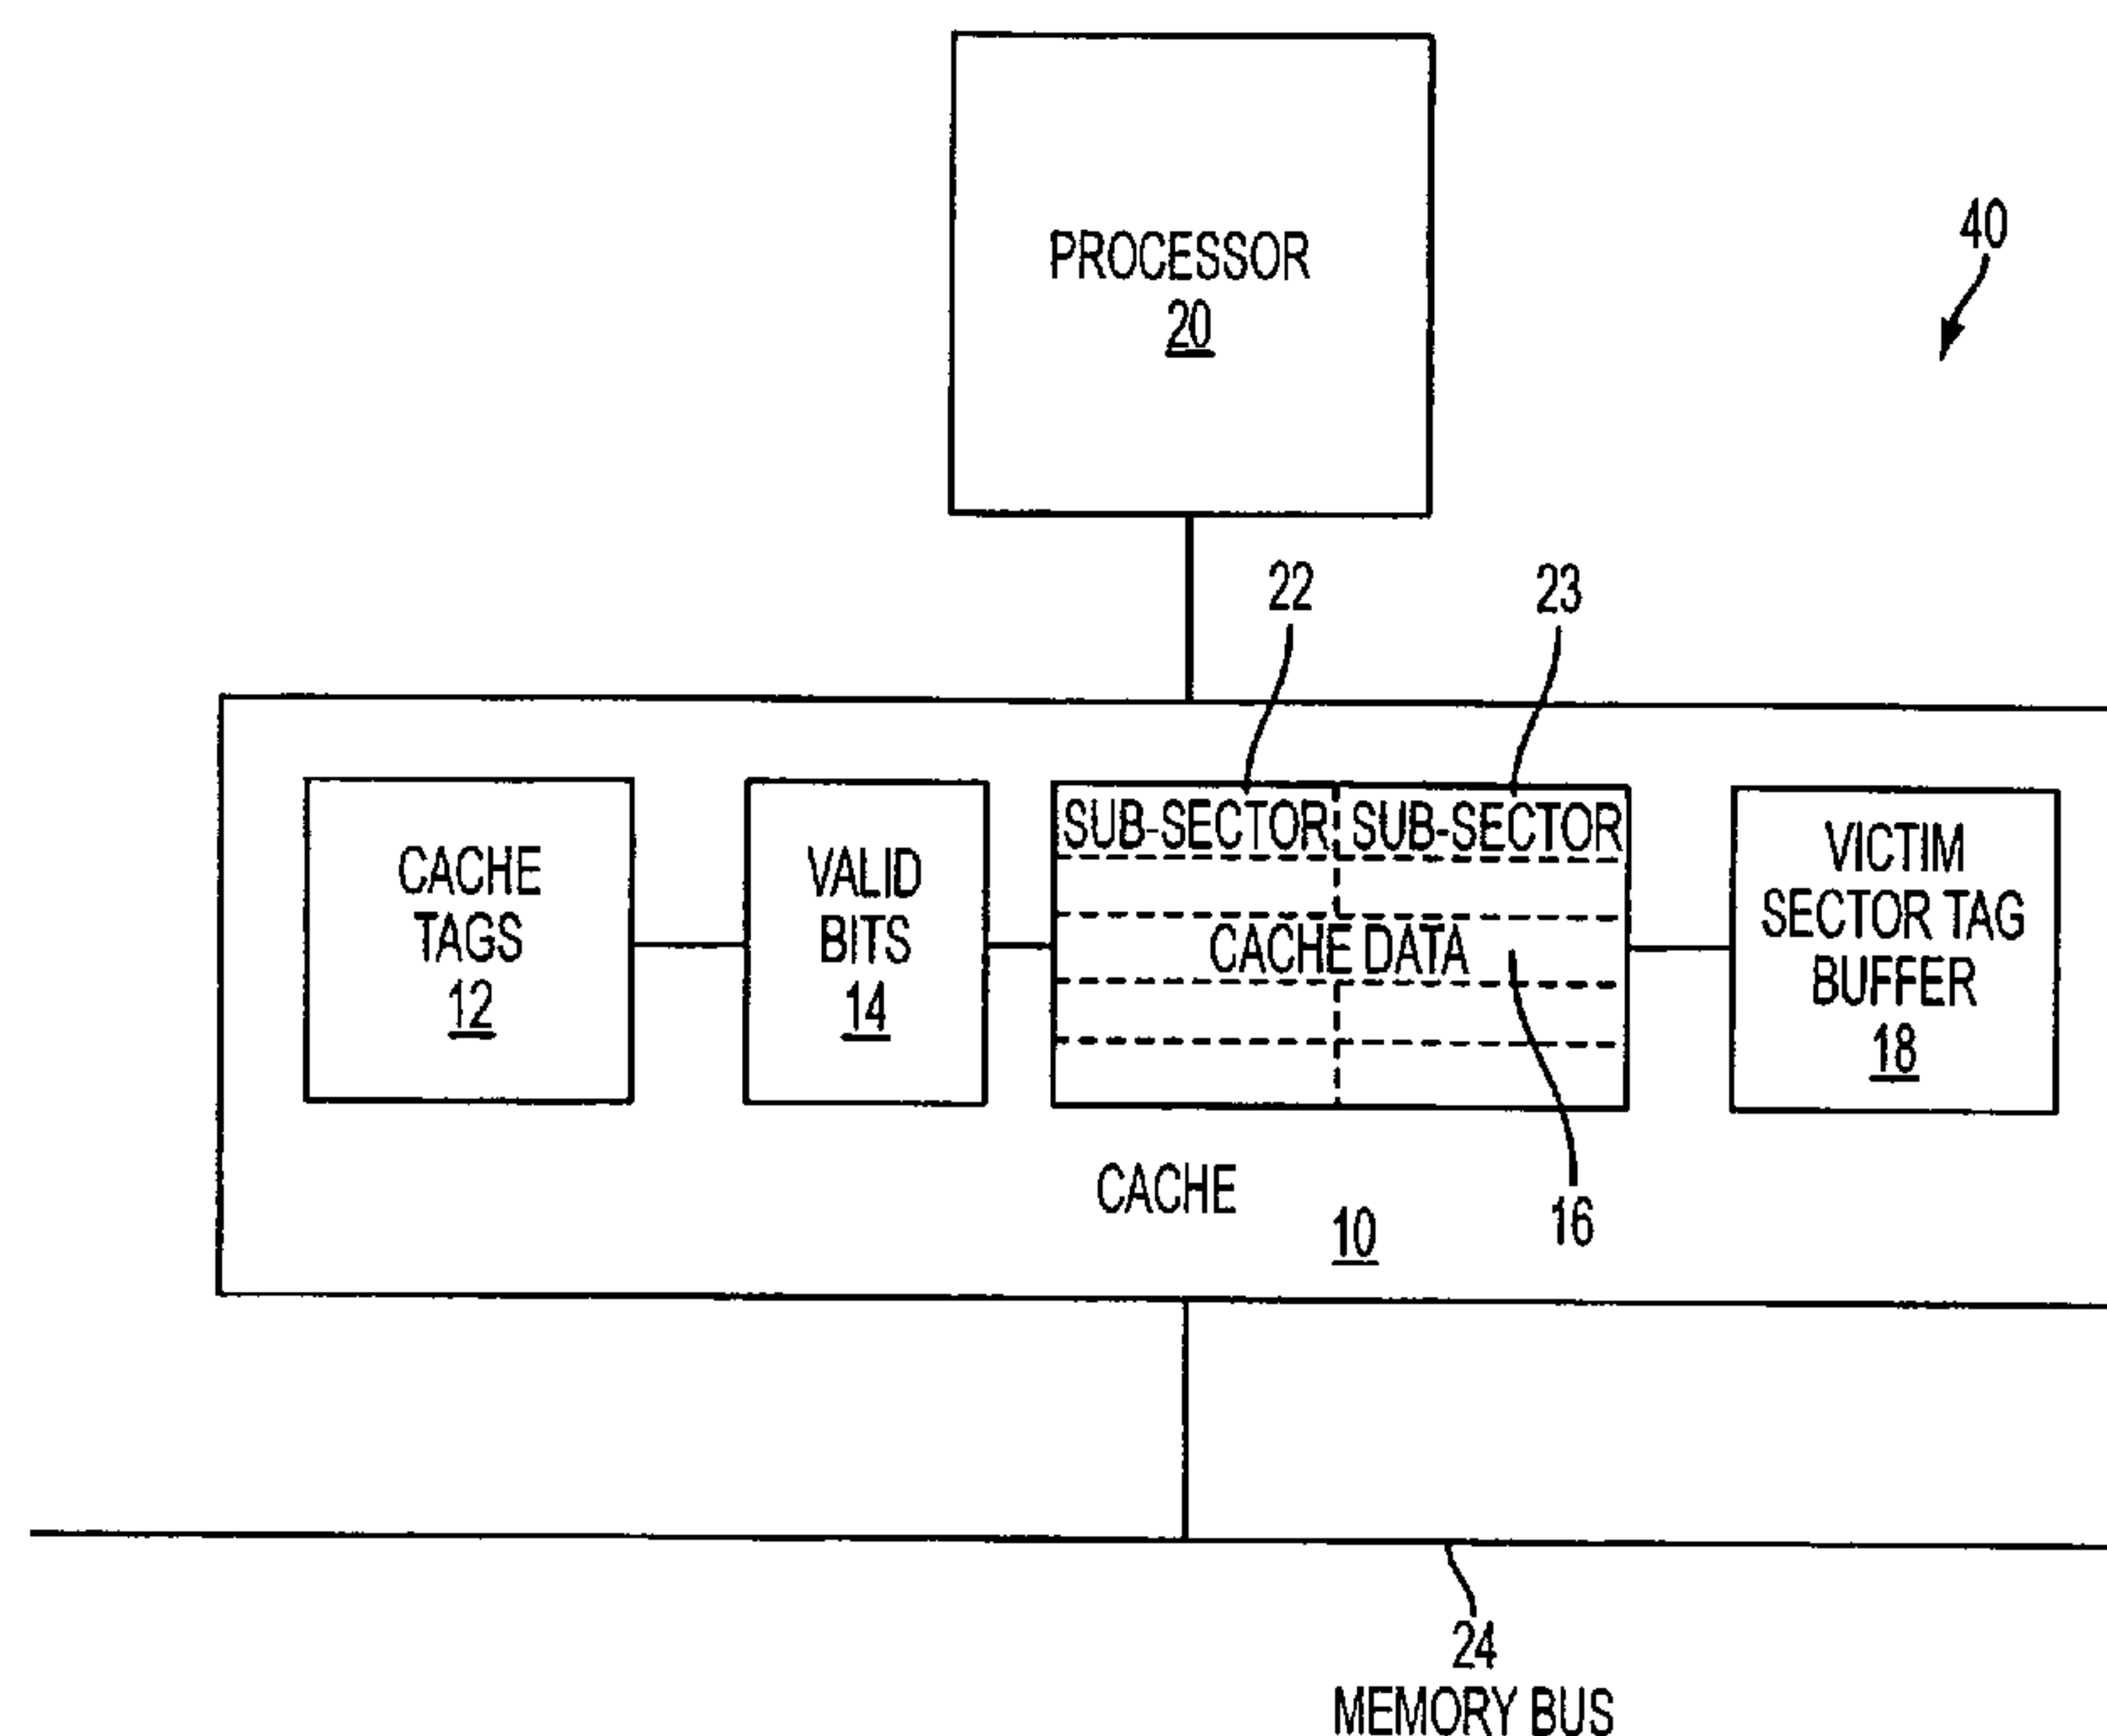 PROCESSOR
20
40
22
23
SUB-SECTOR
SUB-SECTOR
CACHE
TAGS
12
VALID
BITS
14
CACHE DATA
VICTIM
SECTOR TAG
BUFFER
18
CACHE
10
16
24
MEMORY BUS